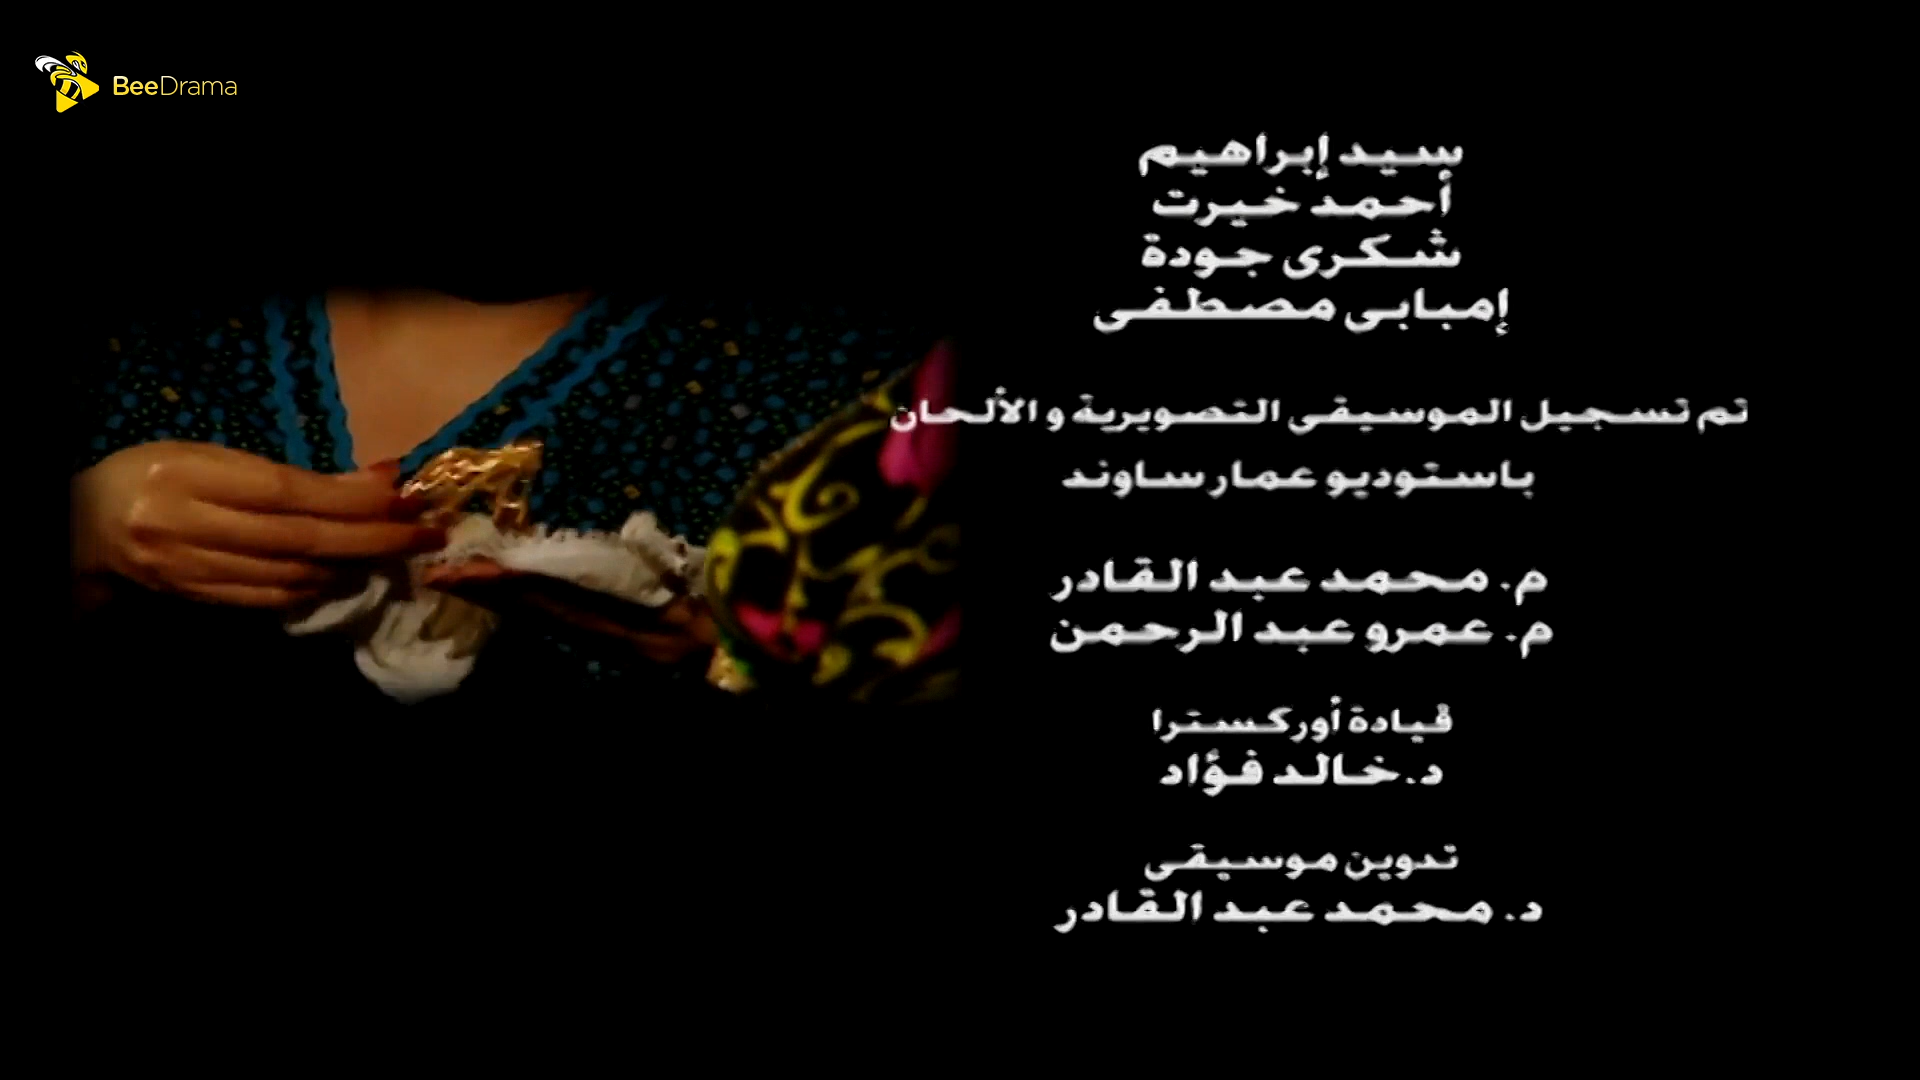 BeeDrama
سيد إبراهيم
أحمد خيرت
شكرى جودة
إمبابى مصطفى
تم تسجيل الموسيقى التصويرية و الألحان
باستوديو عمار ساوند
م. محمد عبد القادر
م. عمرو عبد الرحمن
قيادة أوركسترا
د. خالد فؤاد
تدوين موسيقى
د. محمد عبد القادر